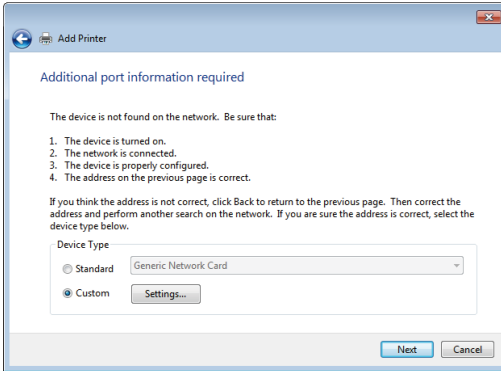 Add Printer
Additional port information required
The device is not found on the network.  Be sure that:
1.  The device is turned on.
2.  The network is connected.
3.  The device is properly configured.
4.  The address on the previous page is correct.
If you think the address is not correct, click Back to return to the previous page.  Then correct the
address and perform another search on the network.  If you are sure the address is correct, select the
device type below.
Device Type
Standard
Generic Network Card
Custom
Settings...
Next
Cancel